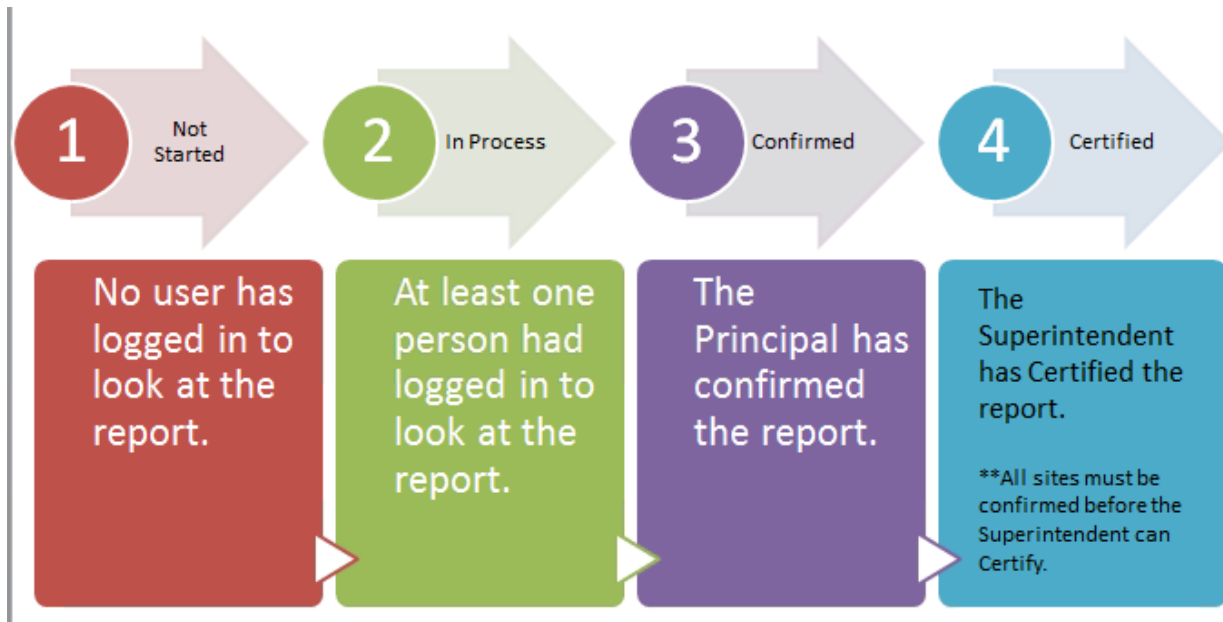 1
Not
Started
2
In Process
3
Confirmed
4
Certified
No user has
logged in to
look at the
report.
At least one
person had
logged in to
look at the
report.
The
Principal has
confirmed
the report.
The
Superintendent
has Certified the
report.
**All sites must be
confirmed before the
Superintendent can
Certify.